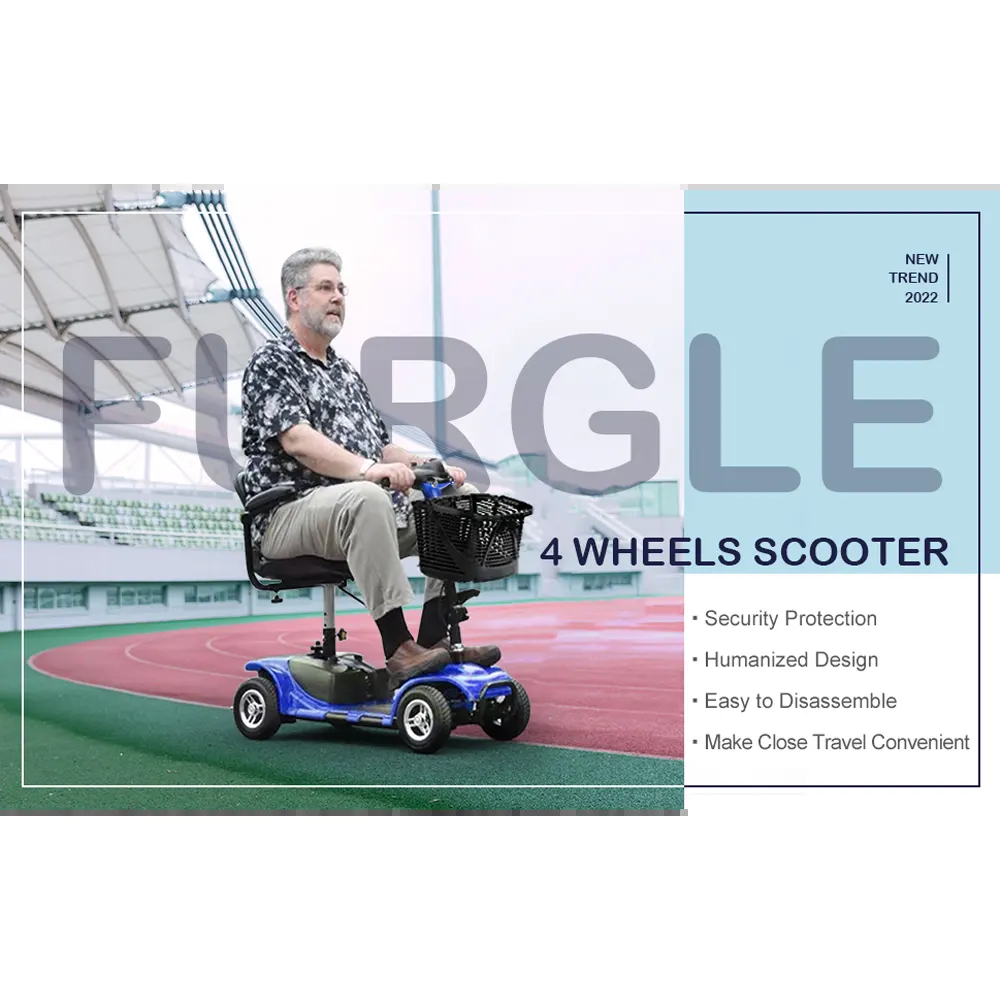 NEW
TREND
2022
FURGLE
4 WHEELS SCOOTER
· Security Protection
· Humanized Design
· Easy to Disassemble
· Make Close Travel Convenient